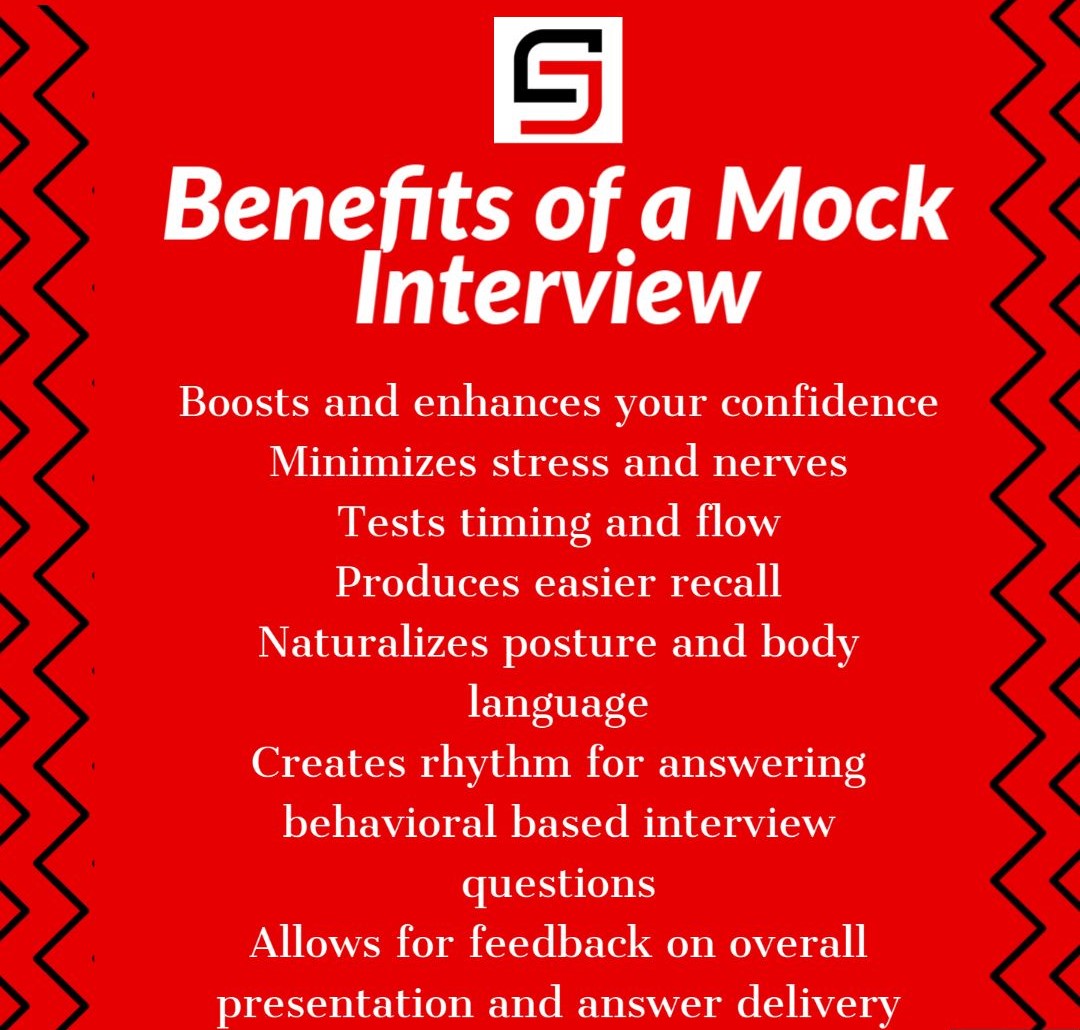 Benefits of a Mock
Interview
Boosts and enhances your confidence
Minimizes stress and nerves
Tests timing and flow
Produces easier recall
Naturalizes posture and body
language
Creates rhythm for answering
behavioral based interview
questions
Allows for feedback on overall
presentation and answer delivery